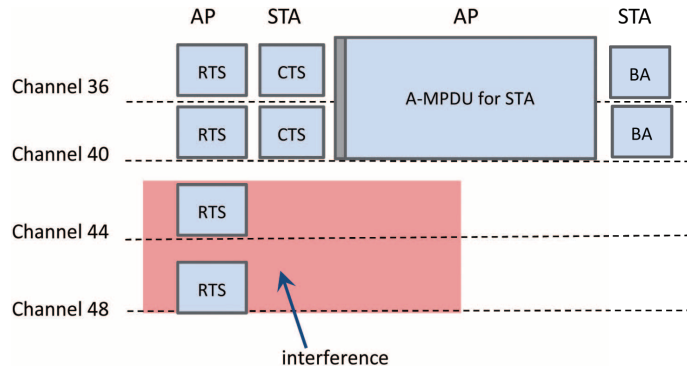 AP STA AP STA
Channel 36 RTS CTS A-MPDU for STA BA
Channel 40 RTS CTS BA
Channel 44 RTS
Channel 48 RTS
interference